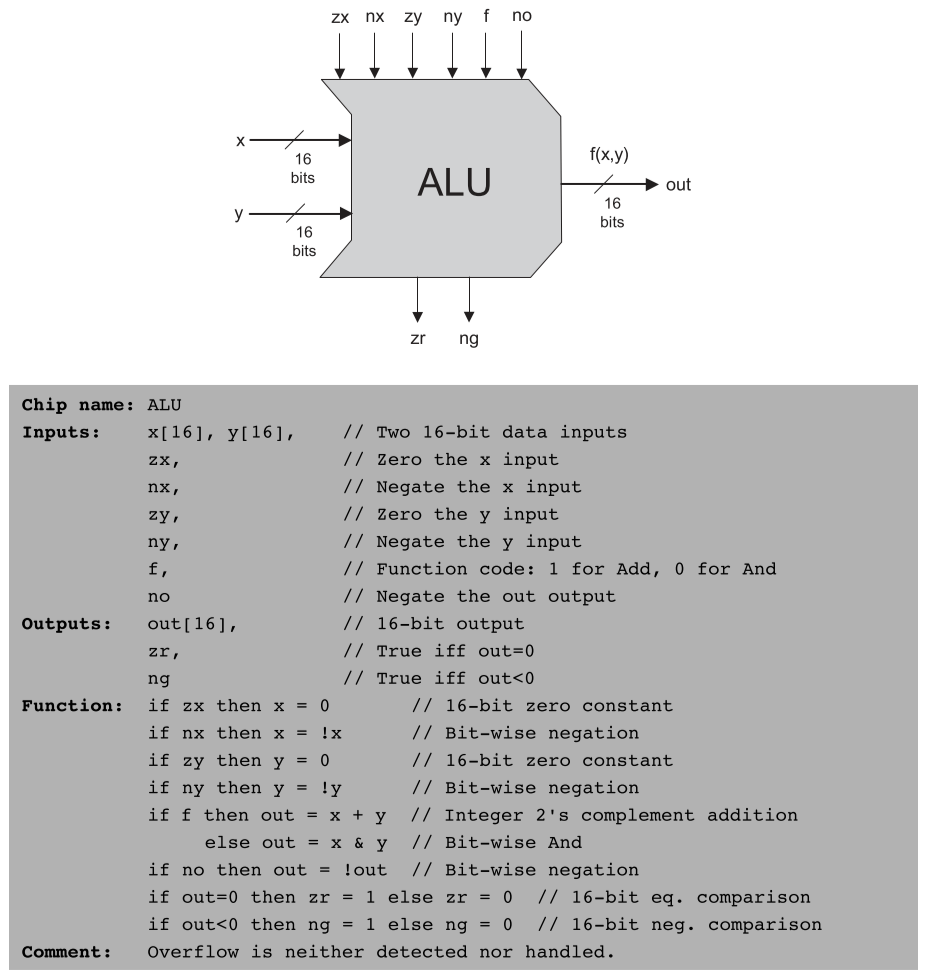 zx nx zy ny f no
x
16
bits
y
16
bits
ALU
f(x,y)
16
bits
out
zr ng
Chip name: ALU
Inputs: x[16], y[16], // Two 16-bit data inputs
zx, // Zero the x input
nx, // Negate the x input
zy, // Zero the y input
ny, // Negate the y input
f, // Function code: 1 for Add, 0 for And
no // Negate the out output
Outputs: out[16], // 16-bit output
zr, // True iff out=0
ng // True iff out<0
Function: if zx then x = 0 // 16-bit zero constant
if nx then x = !x // Bit-wise negation
if zy then y = 0 // 16-bit zero constant
if ny then y = !y // Bit-wise negation
if f then out = x + y // Integer 2's complement addition
else out = x & y // Bit-wise And
if no then out = !out // Bit-wise negation
if out=0 then zr = 1 else zr = 0 // 16-bit eq. comparison
if out<0 then ng = 1 else ng = 0 // 16-bit neg. comparison
Comment: Overflow is neither detected nor handled.